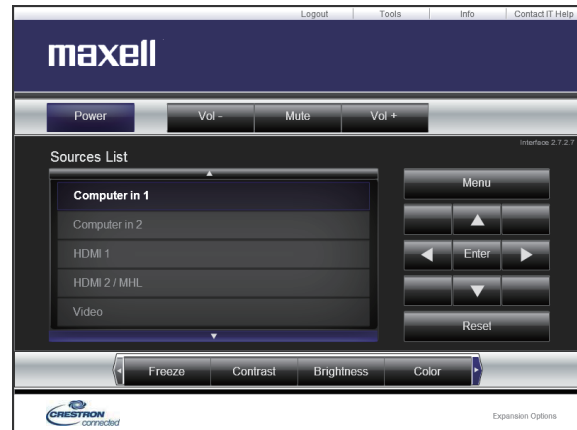 Logout Tools Info Contact IT Help
maxell
Power Vol - Mute Vol +
Interface 2.7.2.7
Sources List
Computer in 1
Computer in 2
HDMI 1
HDMI 2 / MHL
Video
Menu
Enter
Reset
Freeze Contrast Brightness Color
CRESTRON
connected
Expansion Options